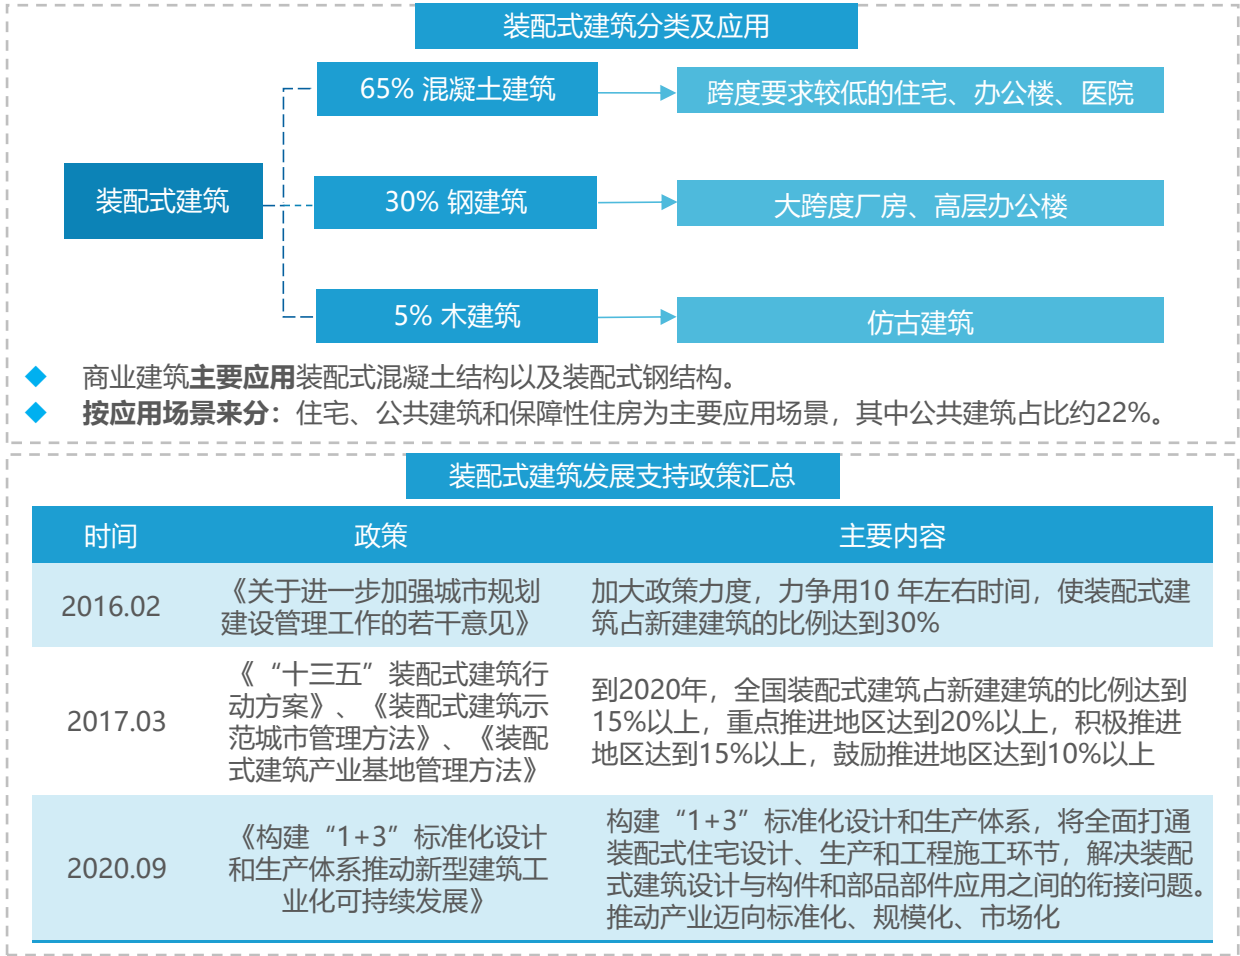 装配式建筑分类及应用
65% 混凝土建筑
跨度要求较低的住宅、办公楼、医院
装配式建筑
30% 钢建筑
大跨度厂房、高层办公楼
5% 木建筑
仿古建筑
商业建筑主要应用装配式混凝土结构以及装配式钢结构。
按应用场景来分：住宅、公共建筑和保障性住房为主要应用场景，其中公共建筑占比约22%。
装配式建筑发展支持政策汇总
时间
政策
主要内容
2016.02
《关于进一步加强城市规划
建设管理工作的若干意见》
加大政策力度，力争用10 年左右时间，使装配式建
筑占新建建筑的比例达到30%
2017.03
《“十三五”装配式建筑行
动方案》、《装配式建筑示
范城市管理方法》、《装配
式建筑产业基地管理方法》
到2020年，全国装配式建筑占新建建筑的比例达到
15%以上，重点推进地区达到20%以上，积极推进
地区达到15%以上，鼓励推进地区达到10%以上
2020.09
《构建“1+3”标准化设计
和生产体系推动新型建筑工
业化可持续发展》
构建“1+3”标准化设计和生产体系，将全面打通
装配式住宅设计、生产和工程施工环节，解决装配
式建筑设计与构件和部品部件应用之间的衔接问题。
推动产业迈向标准化、规模化、市场化